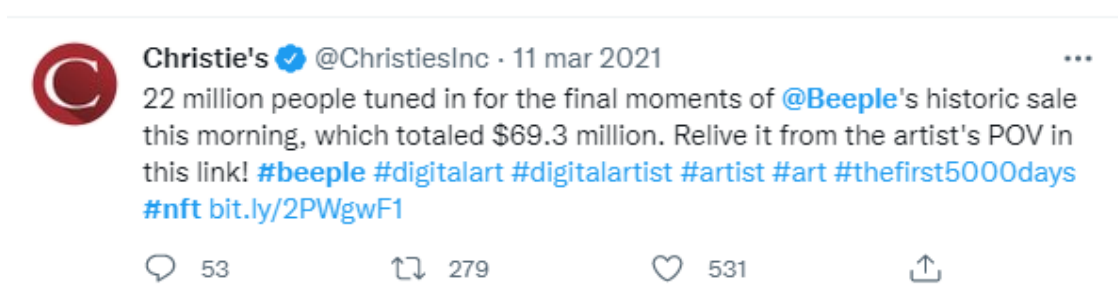 Christie's @ChristiesInc · 11 mar 2021
22 million people tuned in for the final moments of @Beeple's historic sale
this morning, which totaled $69.3 million. Relive it from the artist's POV in
this link! #beeple #digitalart #digitalartist #artist #art #thefirst5000days
#nft bit.ly/2PWgwF1
53 279 531